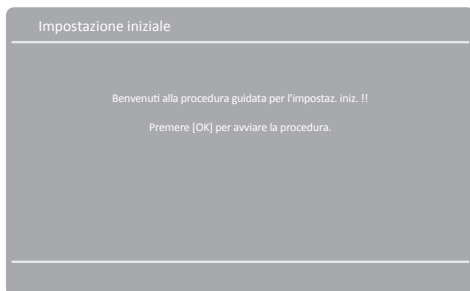 Impostazione iniziale
Benvenuti alla procedura guidata per l'impostaz. iniz. !!
Premere [OK] per avviare la procedura.